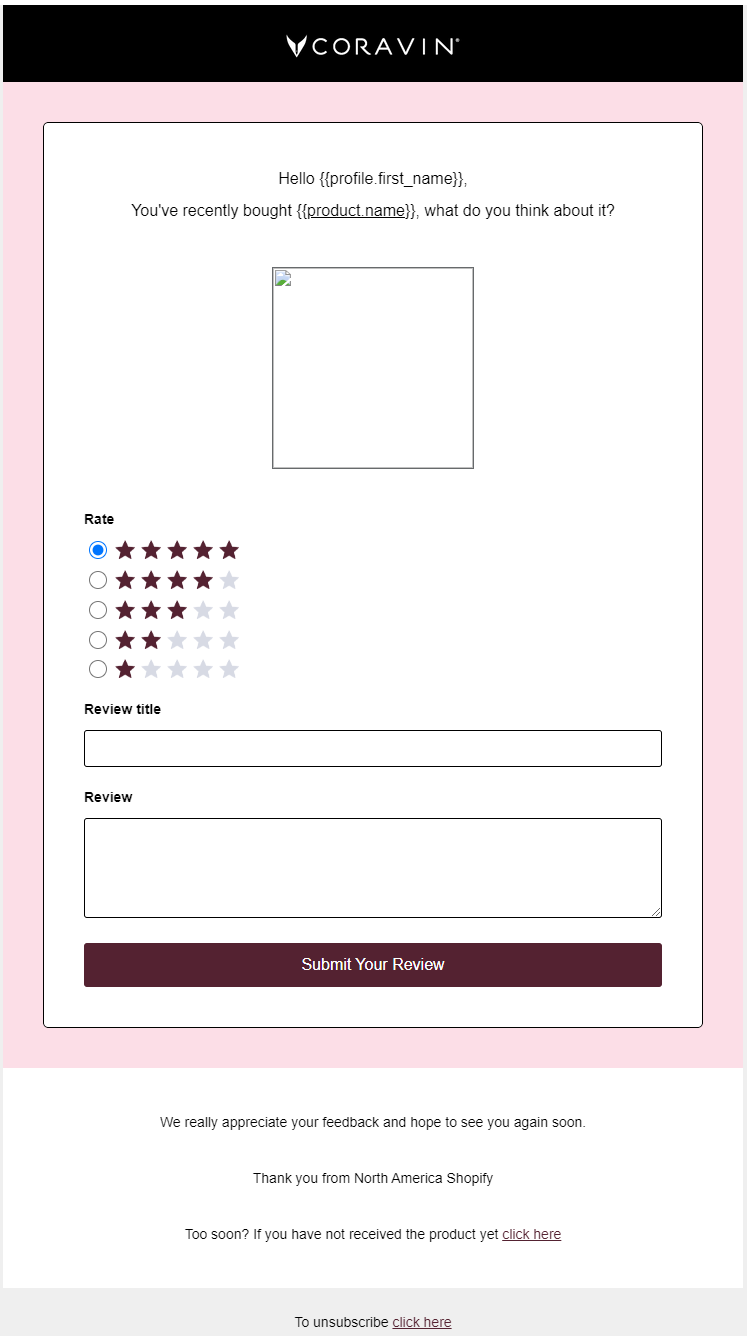 CORAVIN®
Hello {{profile.first_name}},
You've recently bought {{product.name}}, what do you think about it?
Rate
Review title
Review
Submit Your Review
We really appreciate your feedback and hope to see you again soon.
Thank you from North America Shopify
Too soon? If you have not received the product yet click here
To unsubscribe click here